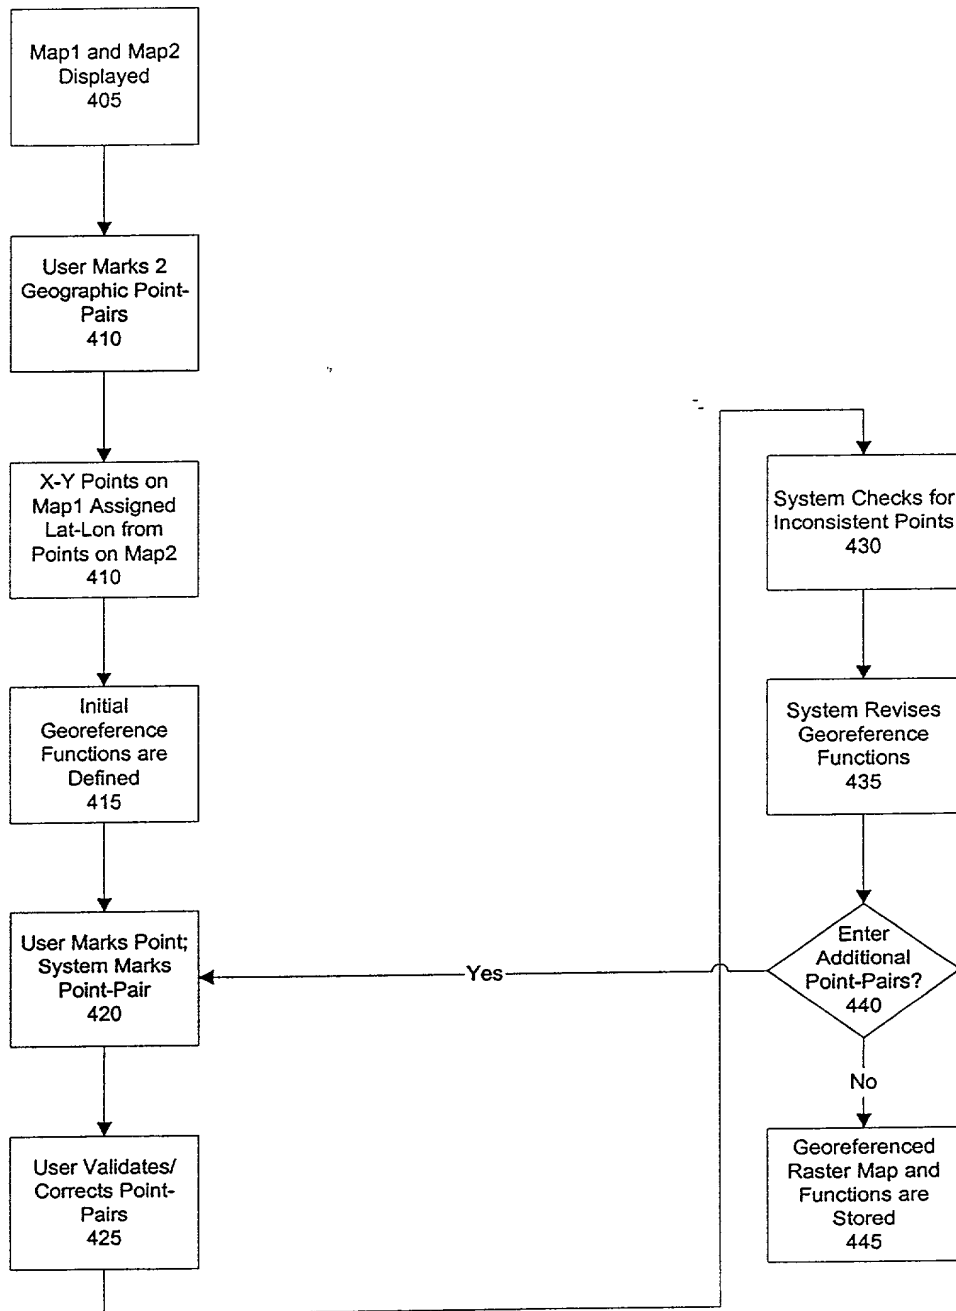 Map1 and Map2
Displayed
405
User Marks 2
Geographic Point-
Pairs
410
X-Y Points on
Map1 Assigned
Lat-Lon from
Points on Map2
410
Initial
Georeference
Functions are
Defined
415
User Marks Point;
System Marks
Point-Pair
420
User Validates/
Corrects Point-
Pairs
425
System Checks for
Inconsistent Points
430
System Revises
Georeference
Functions
435
Enter
Additional
Point-Pairs?
440
Yes
No
Georeferenced
Raster Map and
Functions are
Stored
445